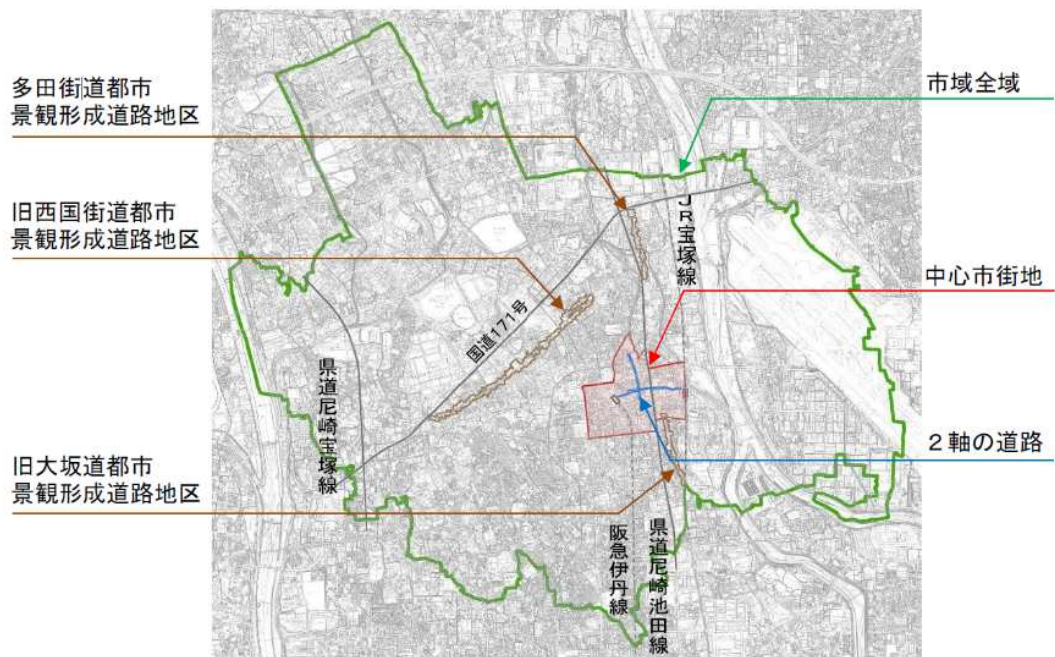 多田街道都市
景観形成道路地区
旧西国街道都市
景観形成道路地区
旧大坂道都市
景観形成道路地区
市域全域
中心市街地
2軸の道路
JR宝塚線
国道171号
県道尼崎宝塚線
阪急伊丹線
県道尼崎池田線